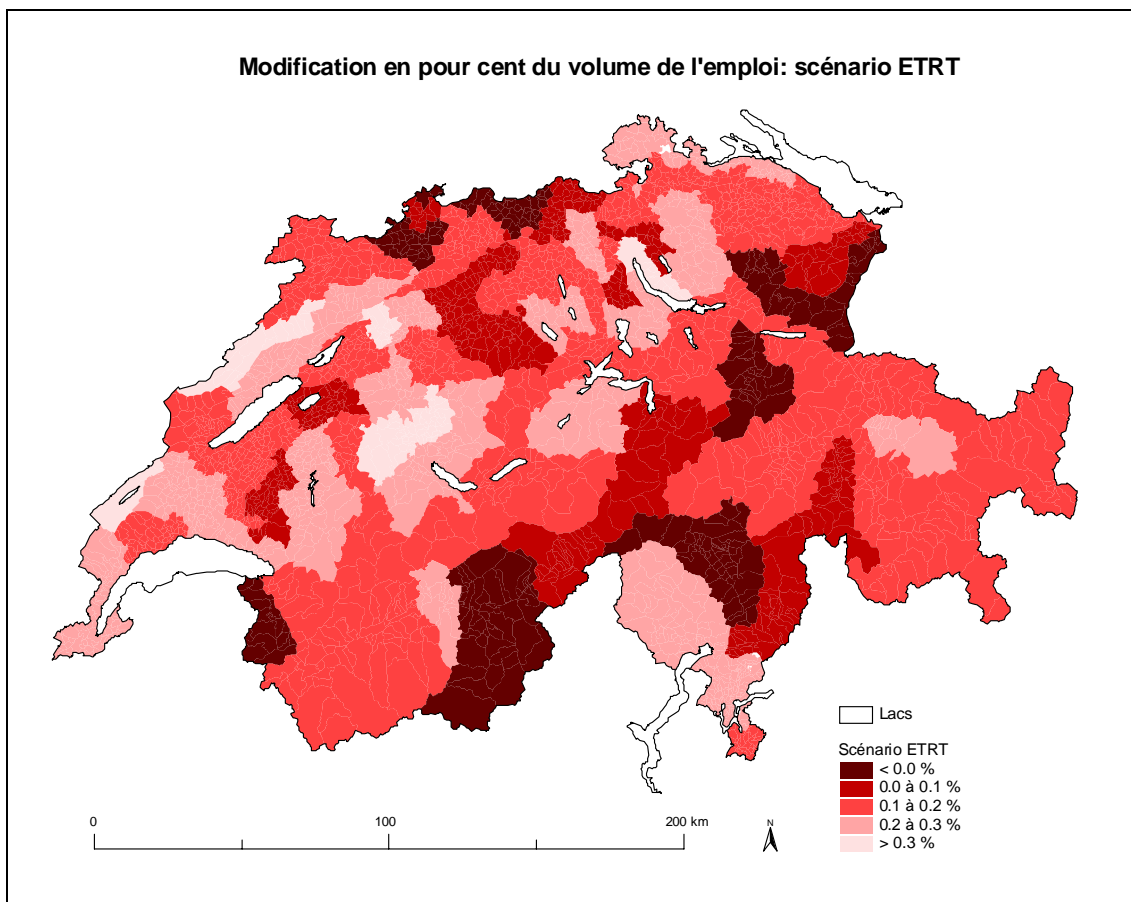 Modification en pour cent du volume de l'emploi: scénario ETRT
Lacs
Scénario ETRT
< 0.0 %
0.0 à 0.1 %
0.1 à 0.2 %
0.2 à 0.3 %
> 0.3 %
0 100 200 km
N